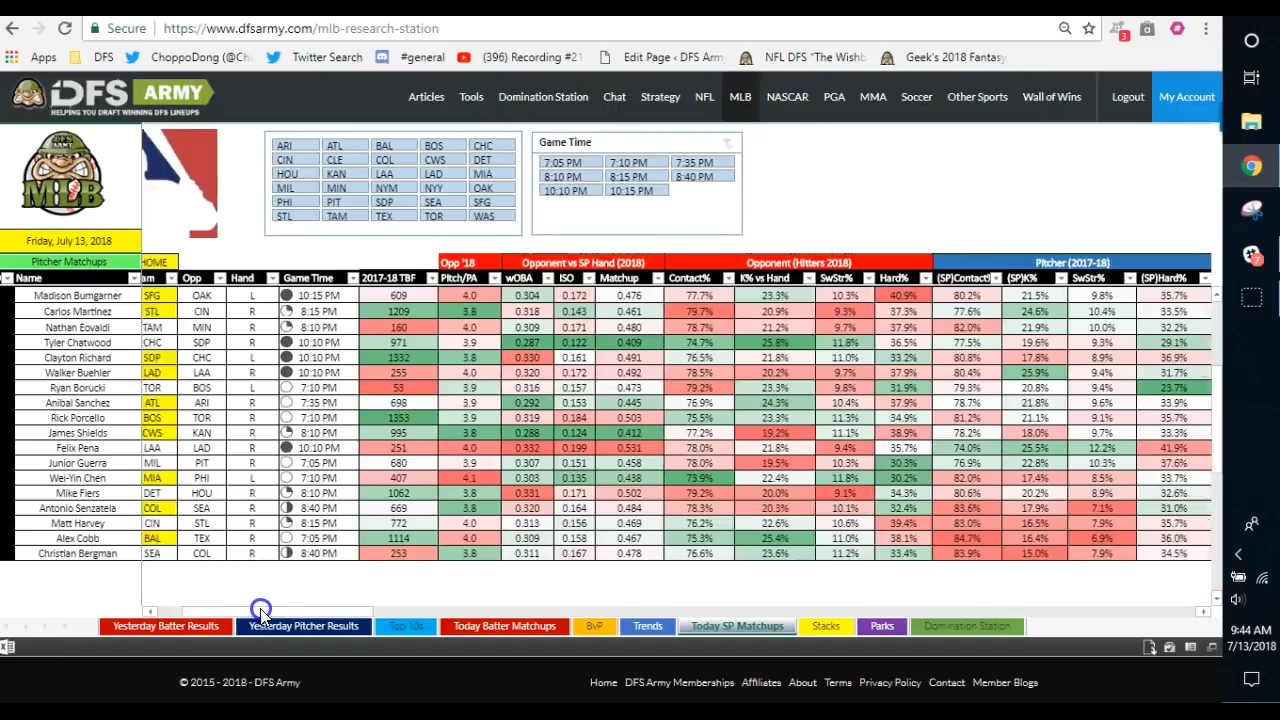 Secure https://www.dfsarmy.com/mlb-research-station
3
Apps DFS ChoppoDong (@Ch Twitter Search #general (396) Recording #21 Edit Page ‹ DFS Arm NFL DFS "The Wishb Geek's 2018 Fantasy
DFS ARMY
HELPING YOU DRAFT WINNING DFS LINEUPS
Articles Tools Domination Station Chat Strategy NFL MLB NASCAR PGA MMA Soccer Other Sports Wall of Wins Logout My Account
MLB
ARI ATL BAL BOS CHC
CIN CLE COL CWS DET
HOU KAN LAA LAD MIA
MIL MIN NYM NYY OAK
PHI PIT SDP SEA SFG
STL TAM TEX TOR WAS
Game Time
7:05 PM 7:10 PM 7:35 PM
8:10 PM 8:15 PM 8:40 PM
10:10 PM 10:15 PM
Friday, July 13, 2018
Pitcher Matchups HOME Opp '18 Opponent vs SP Hand (2018) Opponent (Hitters 2018) Pitcher (2017-18)
Name am Opp Hand Game Time 2017-18 TBF Pitch/PA wOBA ISO Matchup Contact% K% vs Hand SwStr% Hard% (SP)Contact% (SP)K% SwStr% (SP)Hard%
Madison Bumgarner SFG OAK L 10:15 PM 609 4.0 0.304 0.172 0.476 77.7% 23.3% 10.3% 40.9% 80.2% 21.5% 9.8% 35.7%
Carlos Martinez STL CIN R 8:15 PM 1209 3.8 0.318 0.143 0.461 79.7% 20.9% 9.3% 37.3% 77.6% 24.6% 10.4% 33.5%
Nathan Eovaldi TAM MIN R 8:10 PM 160 4.0 0.309 0.171 0.480 78.7% 21.2% 9.7% 37.9% 82.0% 21.9% 10.0% 32.2%
Tyler Chatwood CHC SDP R 10:10 PM 971 3.9 0.287 0.122 0.409 74.7% 25.8% 11.8% 36.5% 77.5% 19.6% 9.3% 29.1%
Clayton Richard SDP CHC L 10:10 PM 1332 3.8 0.330 0.161 0.491 76.5% 21.8% 11.0% 33.2% 80.8% 17.8% 8.9% 36.9%
Walker Buehler LAD LAA R 10:10 PM 255 4.0 0.320 0.172 0.492 78.5% 20.2% 9.7% 37.9% 80.4% 25.9% 9.4% 31.7%
Ryan Borucki TOR BOS L 7:10 PM 53 3.9 0.316 0.157 0.473 79.2% 23.3% 9.8% 31.9% 79.3% 20.8% 9.4% 23.7%
Anibal Sanchez ATL ARI R 7:35 PM 698 3.9 0.292 0.153 0.445 76.9% 24.3% 10.4% 37.9% 78.7% 21.8% 9.6% 33.9%
Rick Porcello BOS TOR R 7:10 PM 1353 3.9 0.319 0.184 0.503 75.5% 23.3% 11.3% 34.9% 81.2% 21.1% 9.1% 35.7%
James Shields CWS KAN R 8:10 PM 995 3.8 0.288 0.124 0.412 77.2% 19.2% 11.1% 38.9% 78.2% 18.0% 9.7% 33.3%
Felix Pena LAA LAD R 10:10 PM 251 4.0 0.332 0.199 0.531 78.0% 21.8% 9.4% 35.7% 74.0% 25.5% 12.2% 41.9%
Junior Guerra MIL PIT R 7:05 PM 680 3.9 0.307 0.151 0.458 78.0% 19.5% 10.3% 30.3% 76.9% 22.8% 10.3% 37.6%
Wei-Yin Chen MIA PHI L 7:10 PM 407 4.1 0.303 0.135 0.438 73.9% 22.4% 11.8% 30.2% 82.0% 17.4% 8.5% 33.7%
Mike Fiers DET HOU R 8:10 PM 1062 3.8 0.331 0.171 0.502 79.2% 20.0% 9.1% 34.3% 80.6% 20.2% 8.9% 32.6%
Antonio Senzatela COL SEA R 8:40 PM 669 3.8 0.320 0.164 0.484 78.3% 20.3% 10.1% 32.4% 83.6% 17.9% 7.1% 31.0%
Matt Harvey CIN STL R 8:15 PM 772 4.0 0.313 0.156 0.469 76.2% 22.6% 10.6% 39.4% 83.0% 16.5% 7.9% 35.7%
Alex Cobb BAL TEX R 7:05 PM 1114 4.0 0.309 0.158 0.467 75.3% 25.4% 11.0% 38.1% 84.7% 16.4% 6.9% 36.0%
Christian Bergman SEA COL R 8:40 PM 253 3.8 0.311 0.167 0.478 76.6% 23.6% 11.2% 33.4% 83.9% 15.0% 7.9% 34.5%
Yesterday Batter Results Yesterday Pitcher Results Top 10s Today Batter Matchups BvP Trends Today SP Matchups Stacks Parks Domination Station
© 2015 - 2018 - DFS Army Home DFS Army Memberships Affiliates About Terms Privacy Policy Contact Member Blogs
9:44 AM
7/13/2018